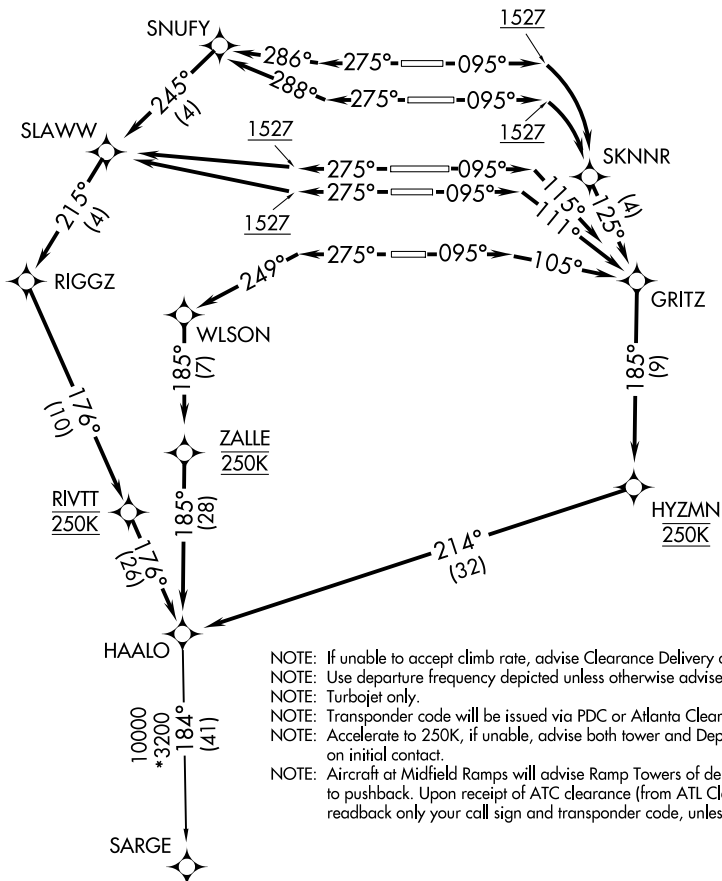 SNUFY
1527
286°
275°
095°
288°
275°
095°
1527
245°
(4)
SLAWW
1527
275°
095°
SKNNR
275°
095°
1527
115°
111°
125°
(4)
215°
(4)
RIGGZ
249°
275°
095°
105°
GRITZ
WLSON
185°
(7)
185°
(9)
176°
(10)
ZALLE
250K
RIVTT
250K
185°
(28)
HYZMN
250K
176°
(26)
214°
(32)
HAALO
10000
*3200
184°
(41)
SARGE
NOTE: If unable to accept climb rate, advise Clearance Delivery
NOTE: Use departure frequency depicted unless otherwise advise
NOTE: Turbojet only.
NOTE: Transponder code will be issued via PDC or Atlanta Clear
NOTE: Accelerate to 250K, if unable, advise both tower and Dep
on initial contact.
NOTE: Aircraft at Midfield Ramps will advise Ramp Towers of de
to pushback. Upon receipt of ATC clearance (from ATL Cl
readback only your call sign and transponder code, unles